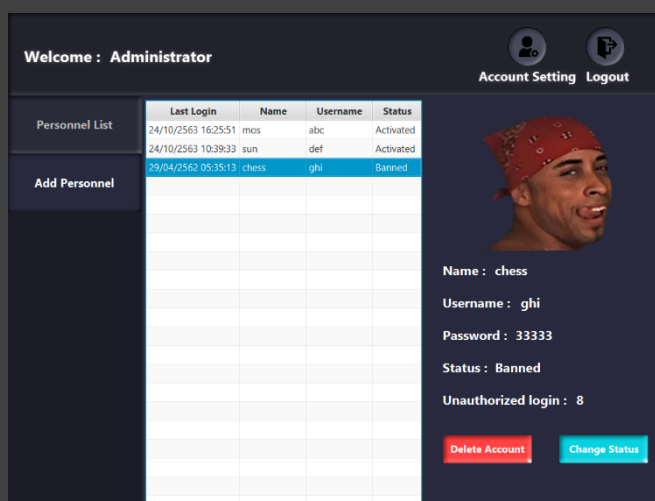 Welcome : Administrator
Account Setting Logout
Personnel List
Add Personnel
Last Login Name Username Status
24/10/2563 16:25:51 mos abc Activated
24/10/2563 10:39:33 sun def Activated
29/04/2562 05:35:13 chess ghi Banned
Name : chess
Username : ghi
Password : 33333
Status : Banned
Unauthorized login : 8
Delete Account Change Status